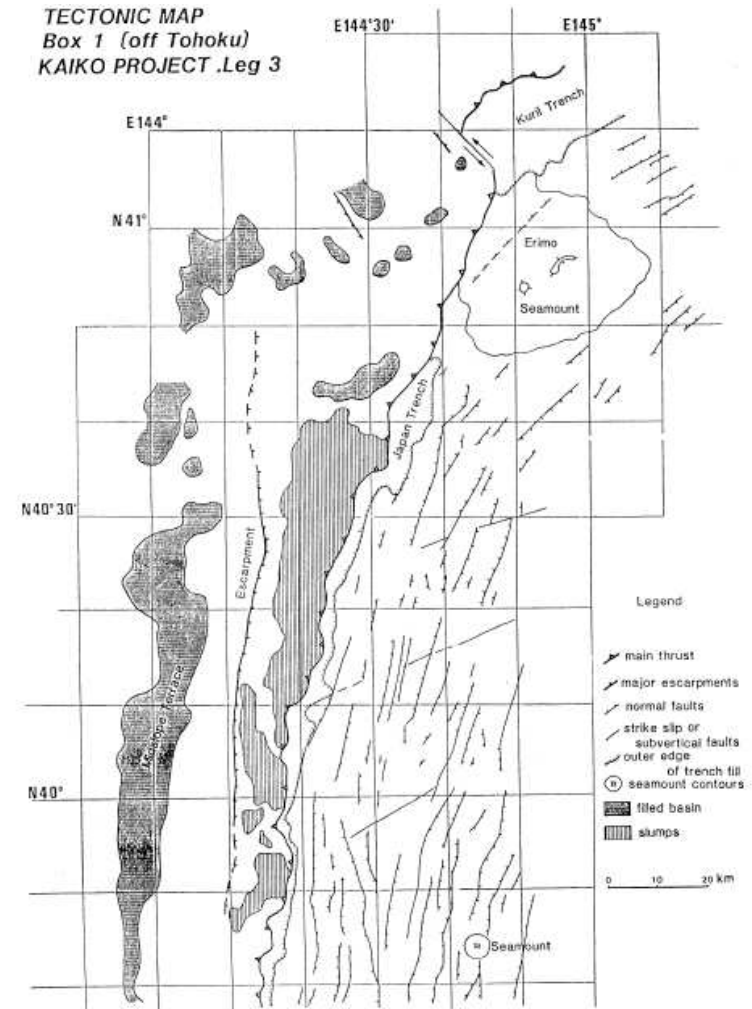 TECTONIC MAP
Box 1 (off Tohoku)
KAIKO PROJECT .Leg 3
E144°30'
E145°
E144°
Kuril Trench
N41°
Erimo
Seamount
Japan Trench
N40°30'
Escarpment
Midslope Terrace
N40°
Seamount
Legend
main thrust
major escarpments
normal faults
strike slip or
subvertical faults
outer edge
of trench fill
seamount contours
filled basin
slumps
0 10 20 km